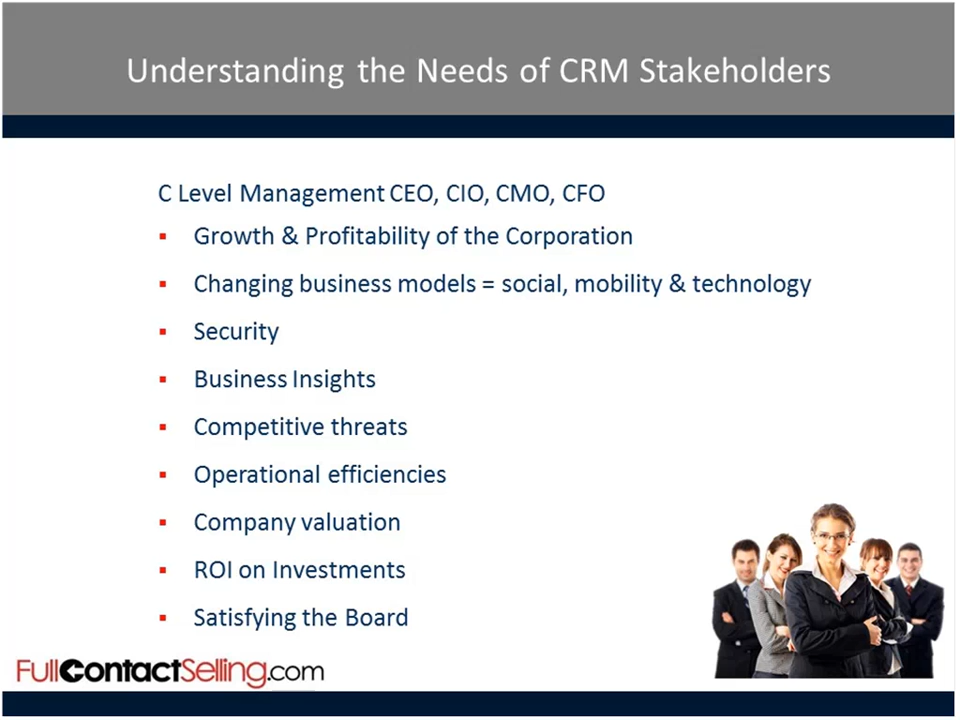 Understanding the Needs of CRM Stakeholders
C Level Management CEO, CIO, CMO, CFO
▪ Growth & Profitability of the Corporation
▪ Changing business models = social, mobility & technology
▪ Security
▪ Business Insights
▪ Competitive threats
▪ Operational efficiencies
▪ Company valuation
▪ ROI on Investments
▪ Satisfying the Board
FullContactSelling.com